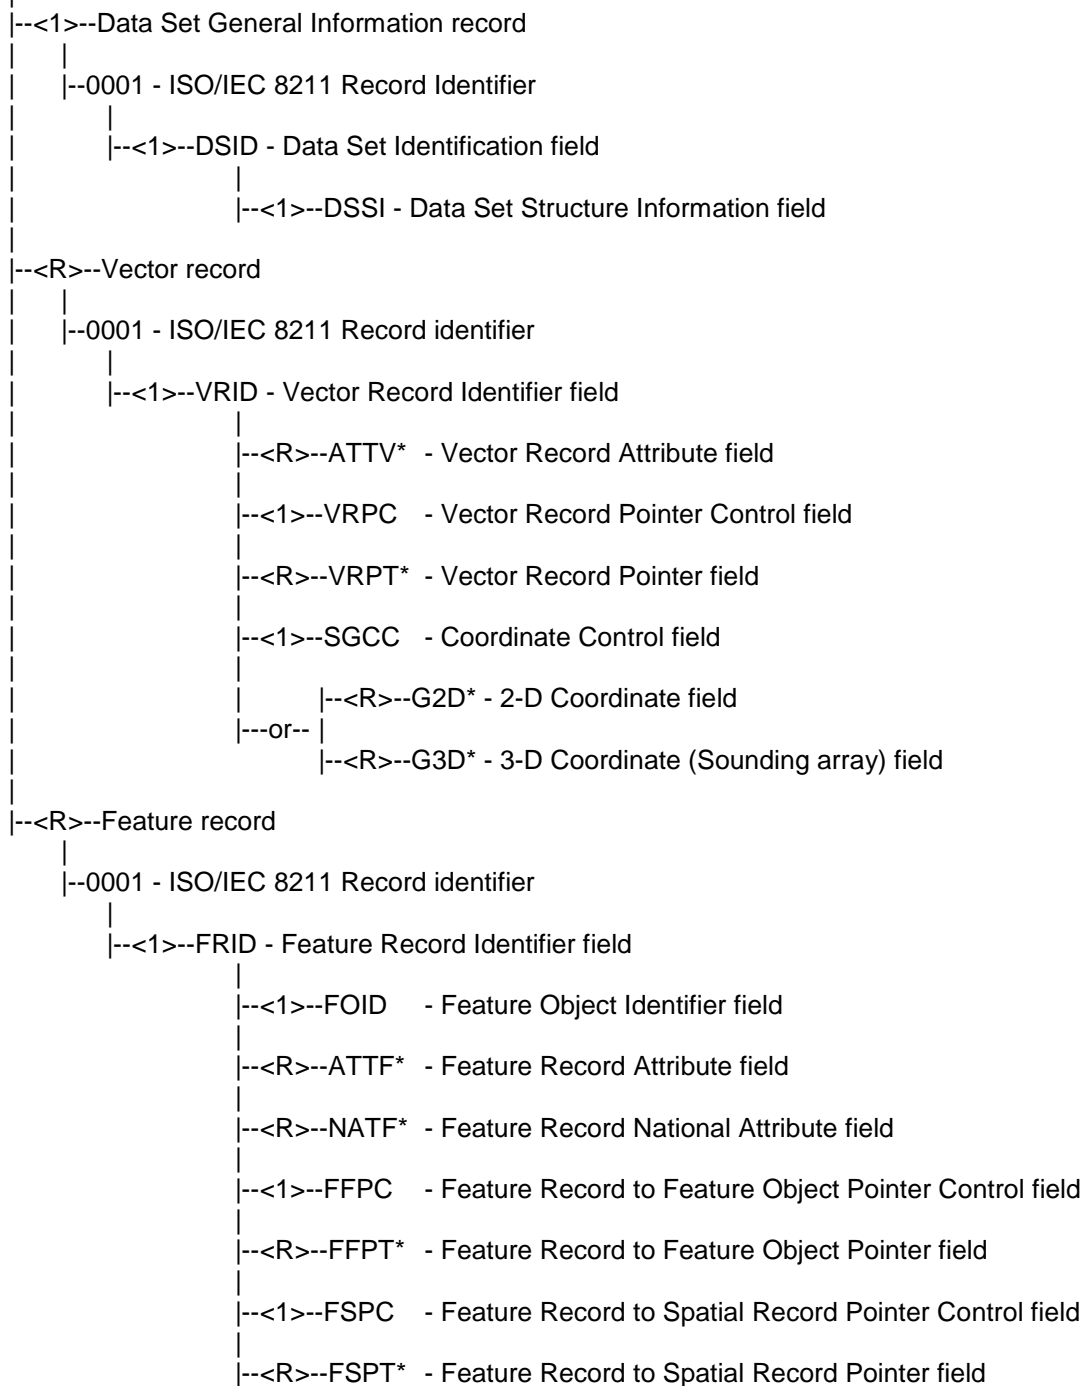 |--<1>--Data Set General Information record
|--0001 - ISO/IEC 8211 Record Identifier
|--<1>--DSID - Data Set Identification field
|--<1>--DSSI - Data Set Structure Information field
|--<R>--Vector record
|--0001 - ISO/IEC 8211 Record identifier
|--<1>--VRID - Vector Record Identifier field
|--<R>--ATTV* - Vector Record Attribute field
|--<1>--VRPC - Vector Record Pointer Control field
|--<R>--VRPT* - Vector Record Pointer field
|--<1>--SGCC - Coordinate Control field
|--<R>--G2D* - 2-D Coordinate field
|---or-- |
|--<R>--G3D* - 3-D Coordinate (Sounding array) field
|--<R>--Feature record
|--0001 - ISO/IEC 8211 Record identifier
|--<1>--FRID - Feature Record Identifier field
|--<1>--FOID - Feature Object Identifier field
|--<R>--ATTF* - Feature Record Attribute field
|--<R>--NATF* - Feature Record National Attribute field
|--<1>--FFPC - Feature Record to Feature Object Pointer Control field
|--<R>--FFPT* - Feature Record to Feature Object Pointer field
|--<1>--FSPC - Feature Record to Spatial Record Pointer Control field
|--<R>--FSPT* - Feature Record to Spatial Record Pointer field